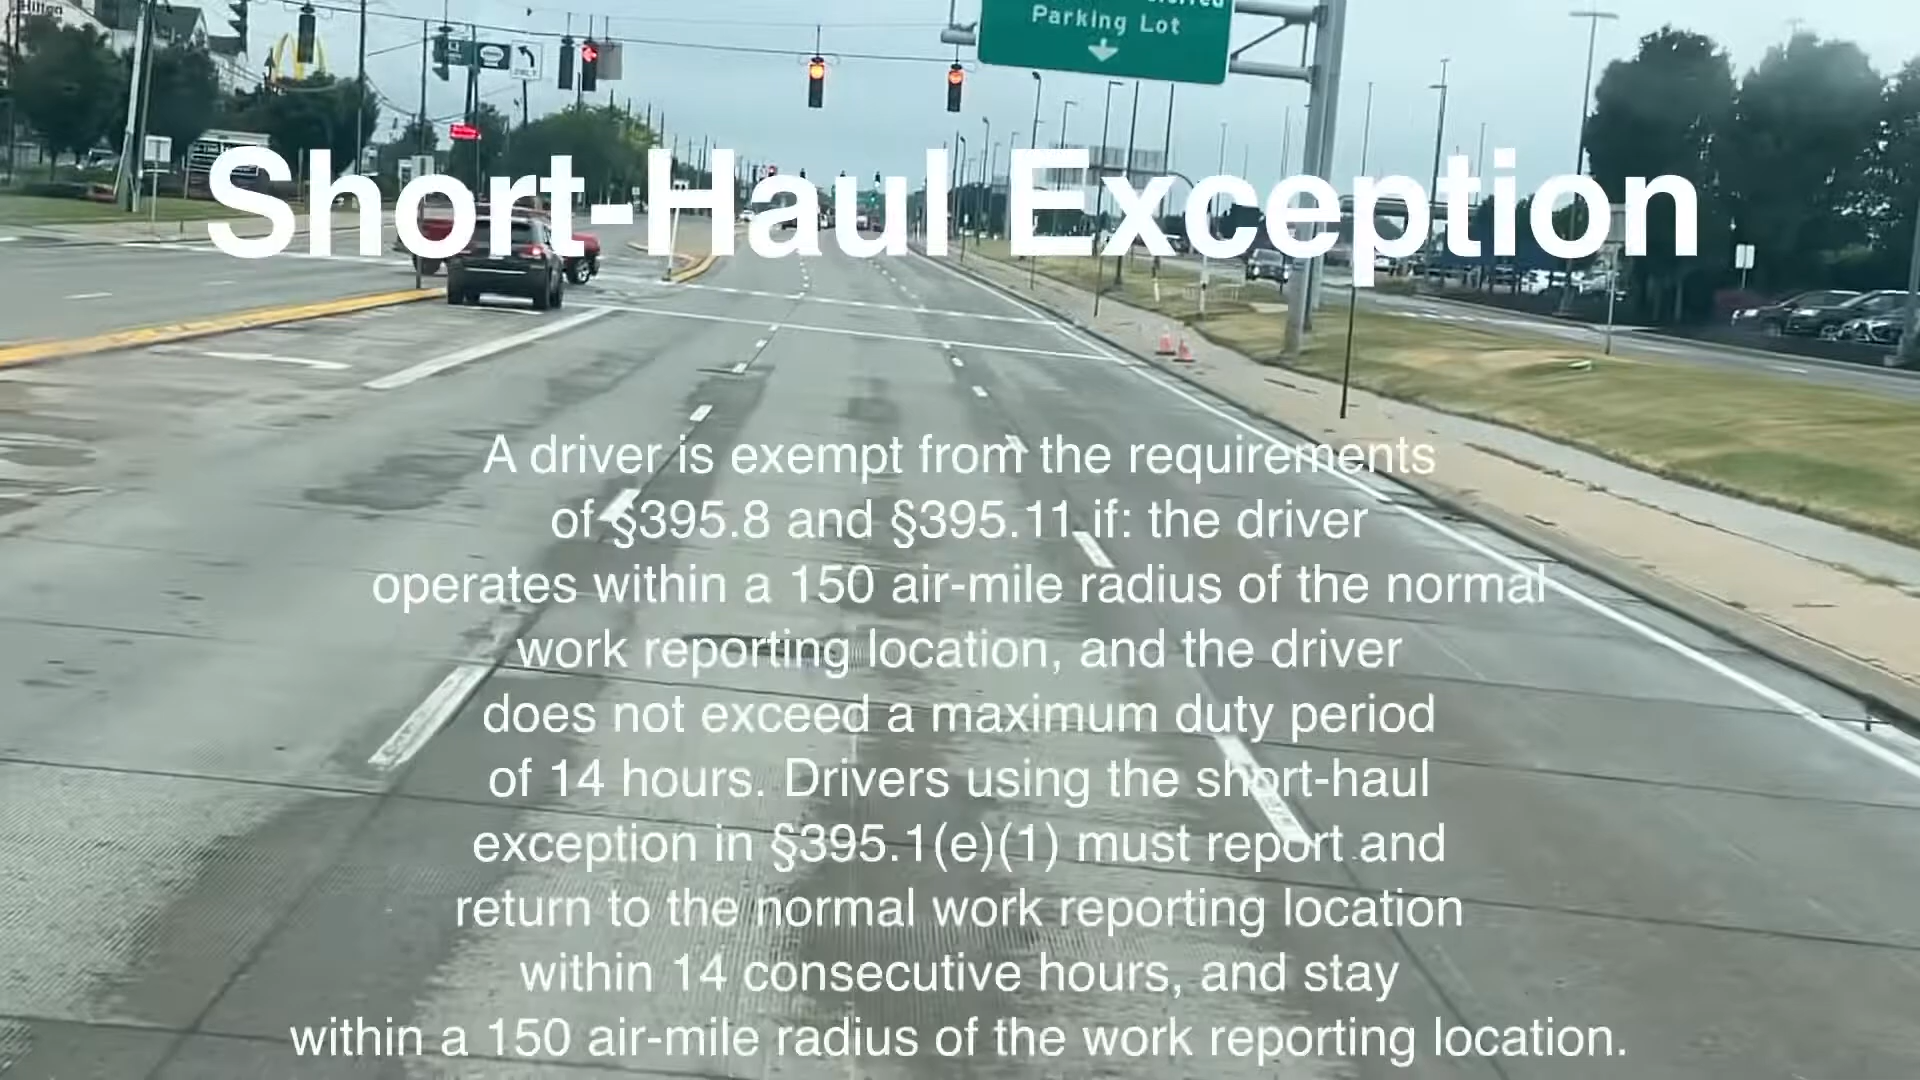 Hilton
Parking Lot
ONLY
Short-Haul Exception
A driver is exempt from the requirements
of §395.8 and §395.11 if: the driver
operates within a 150 air-mile radius of the normal
work reporting location, and the driver
does not exceed a maximum duty period
of 14 hours. Drivers using the short-haul
exception in §395.1(e)(1) must report and
return to the normal work reporting location
within 14 consecutive hours, and stay
within a 150 air-mile radius of the work reporting location.